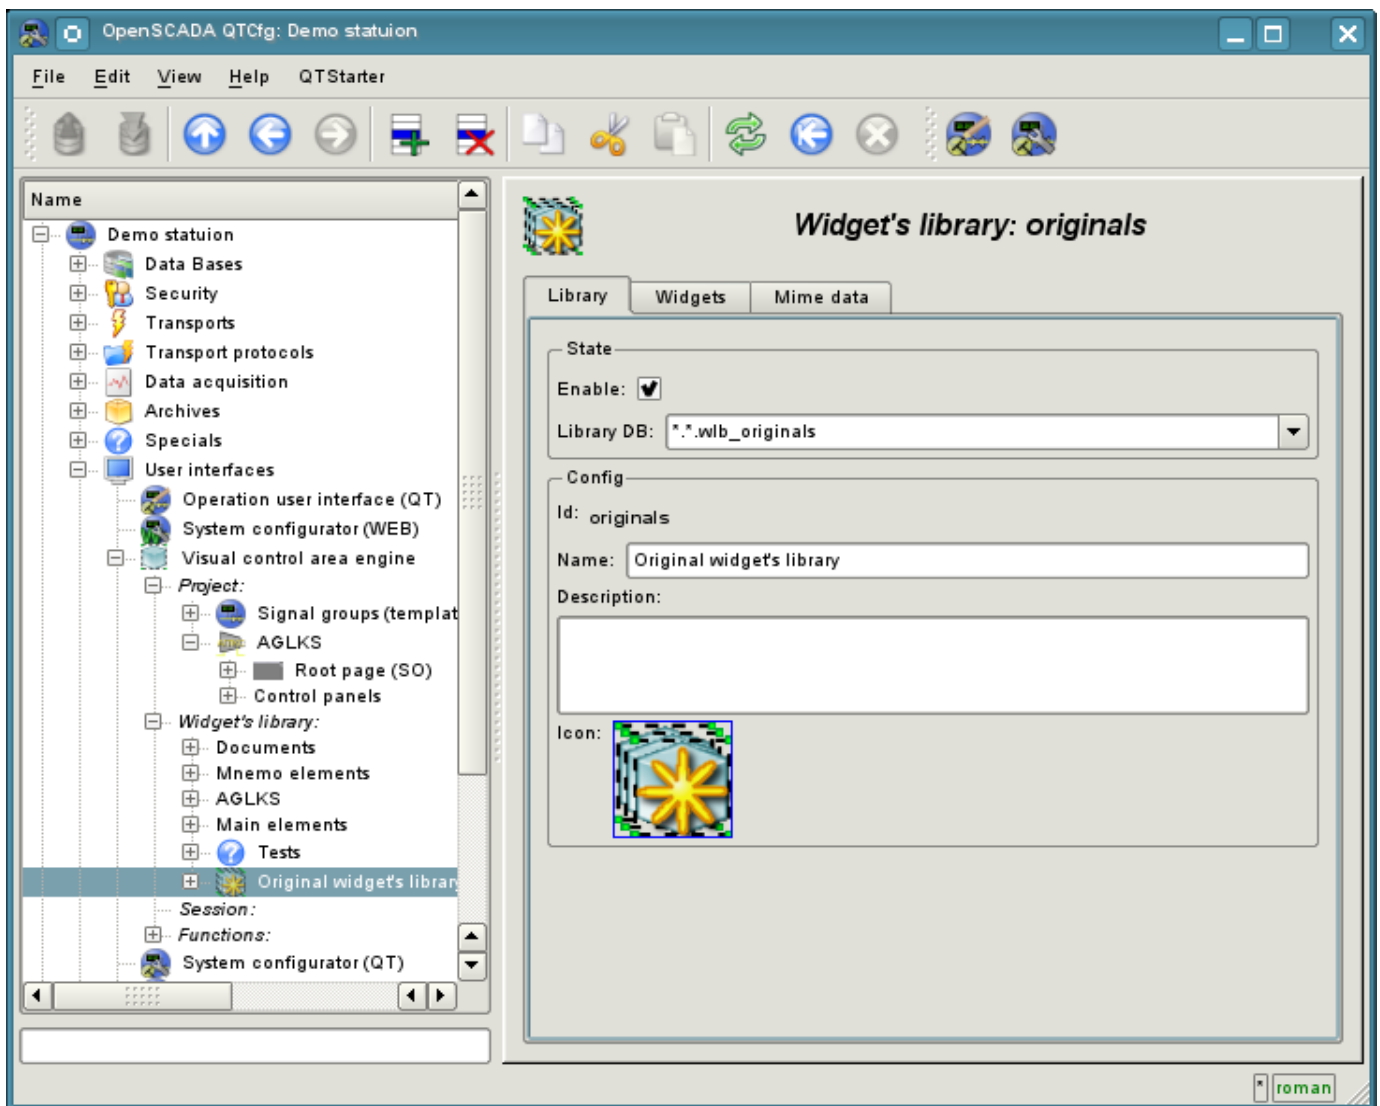 OpenSCADA QTCfg: Demo statuion
File Edit View Help QTStarter
Name
Demo statuion
Data Bases
Security
Transports
Transport protocols
Data acquisition
Archives
Specials
User interfaces
Operation user interface (QT)
System configurator (WEB)
Visual control area engine
Project:
Signal groups (templat
AGLKS
Root page (SO)
Control panels
Widget's library:
Documents
Mnemo elements
AGLKS
Main elements
Tests
Original widget's library
Session:
Functions:
System configurator (QT)
Widget's library: originals
Library Widgets Mime data
State
Enable:
Library DB: *.*.wlb_originals
Config
Id: originals
Name: Original widget's library
Description:
Icon:
* roman